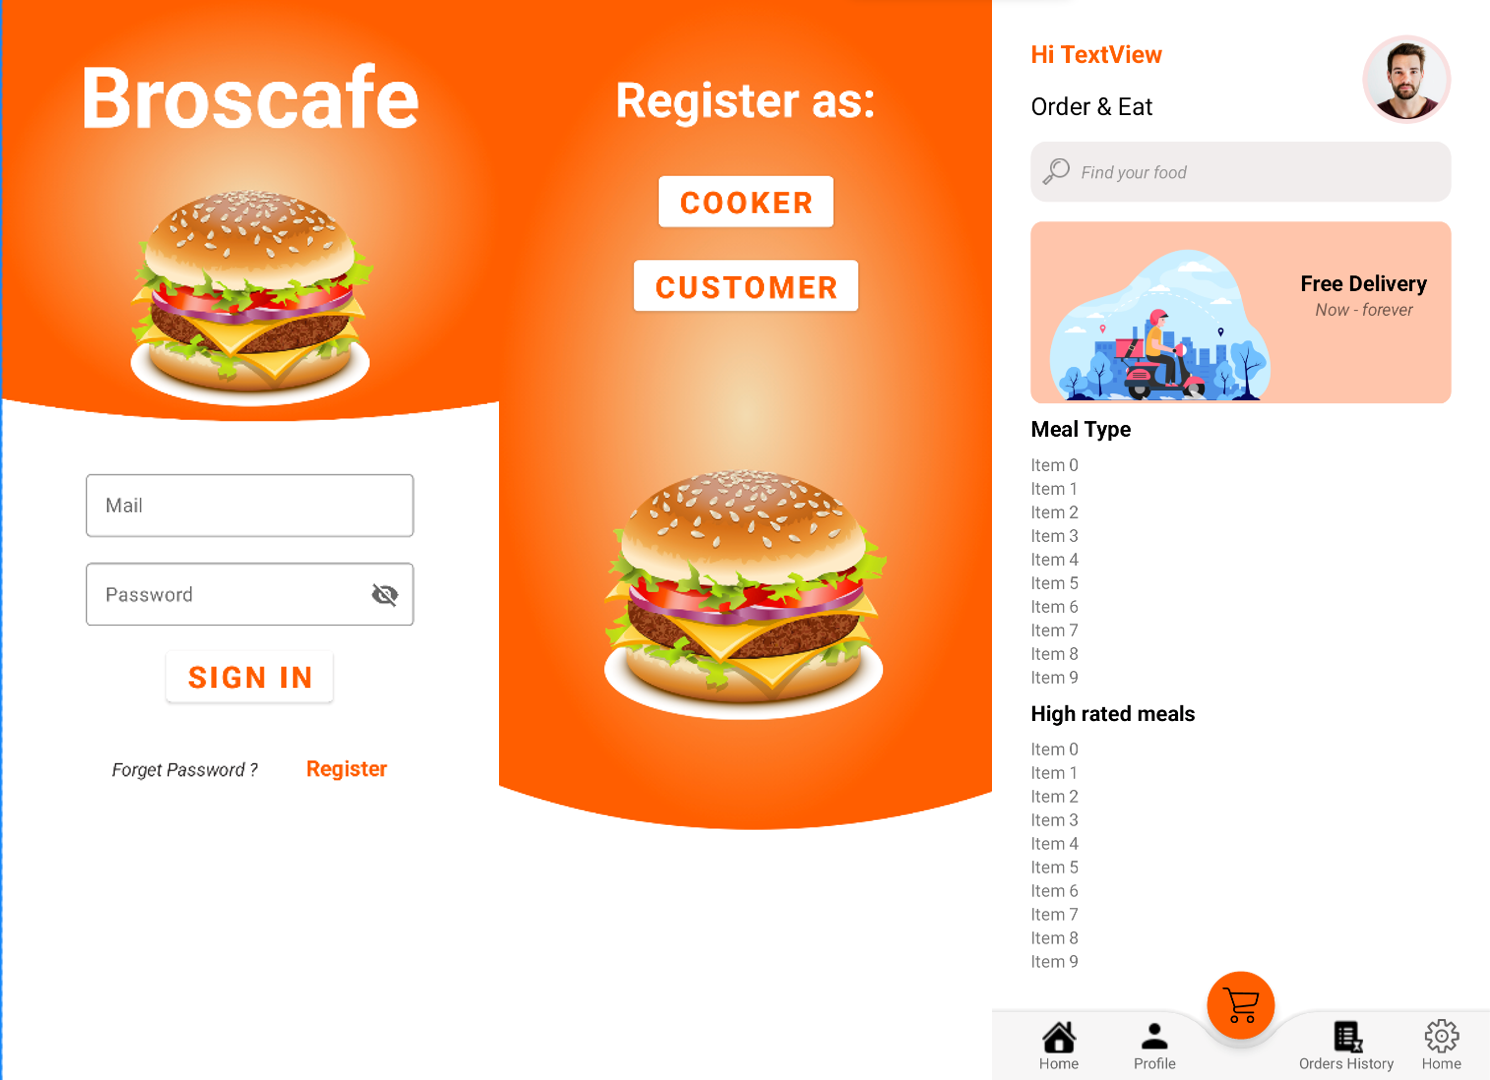 Broscafe
Mail
Password
SIGN IN
Forget Password ?
Register
Register as:
COOKER
CUSTOMER
Hi TextView
Order & Eat
Find your food
Free Delivery
Now - forever
Meal Type
Item 0
Item 1
Item 2
Item 3
Item 4
Item 5
Item 6
Item 7
Item 8
Item 9
High rated meals
Item 0
Item 1
Item 2
Item 3
Item 4
Item 5
Item 6
Item 7
Item 8
Item 9
Home
Profile
Orders History
Home